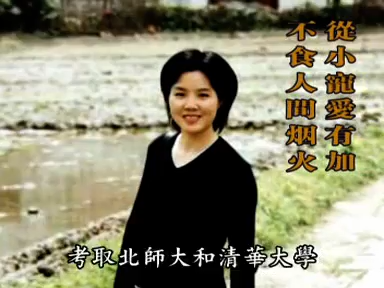 從小寵愛有加
不食人間烟火
考取北師大和清華大學